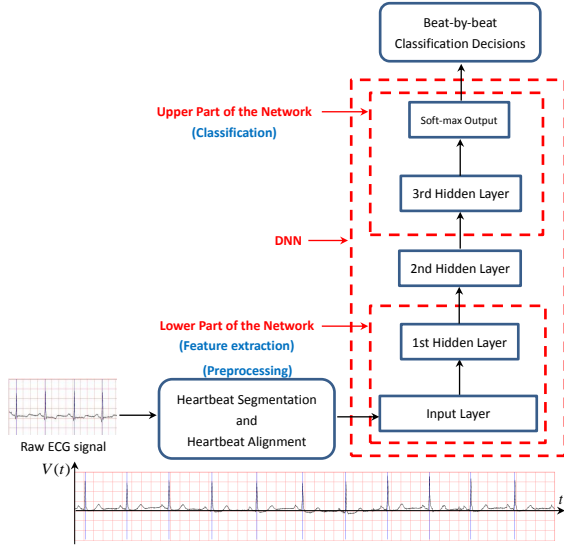 Beat-by-beat
Classification Decisions
Upper Part of the Network
(Classification)
Soft-max Output
3rd Hidden Layer
DNN
2nd Hidden Layer
Lower Part of the Network
(Feature extraction)
(Preprocessing)
1st Hidden Layer
Heartbeat Segmentation
and
Heartbeat Alignment
Input Layer
Raw ECG signal
V(t)
t